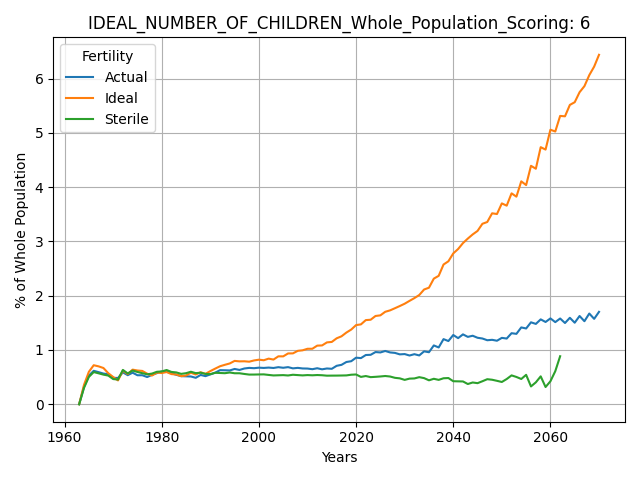 IDEAL_NUMBER_OF_CHILDREN_Whole_Population_Scoring: 6
Fertility
Actual
Ideal
Sterile
% of Whole Population
6
5
4
3
2
1
0
1960 1980 2000 2020 2040 2060
Years